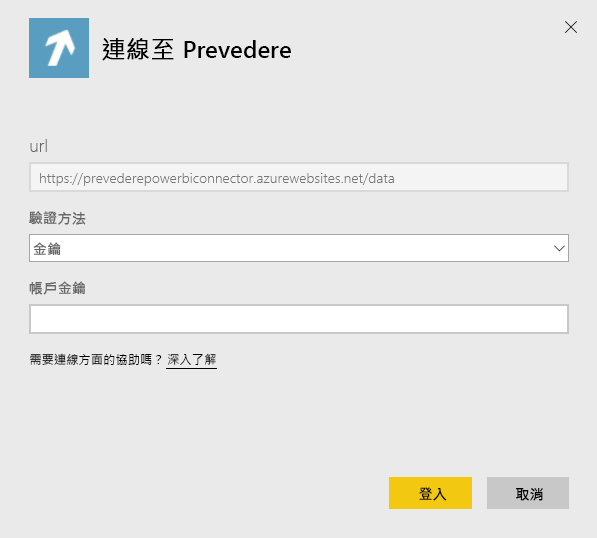 連線至 Prevedere
url
https://prevederepowerbiconnector.azurewebsites.net/data
驗證方法
金鑰
帳戶金鑰
需要連線方面的協助嗎？ 深入了解
登入 取消